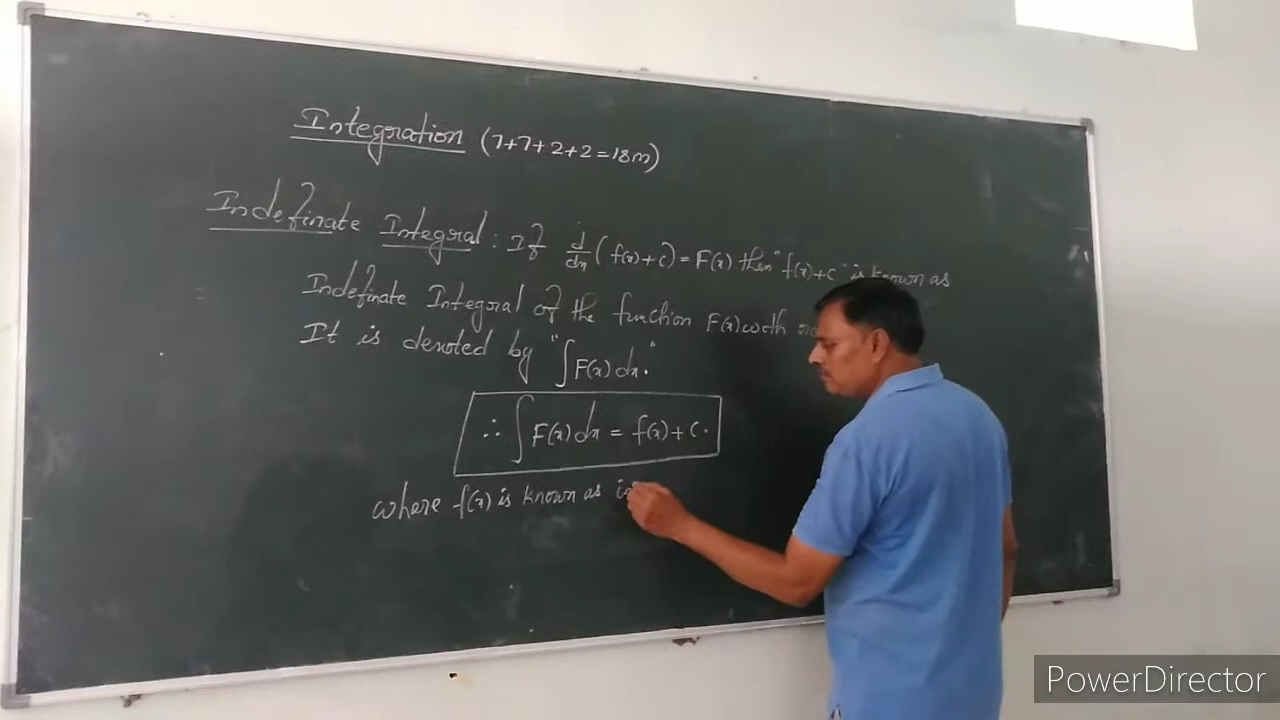 Integration (7+7+2+2=18m)
Indefinate Integral : If d/dx (f(x)+c) = F(x) then "f(x)+c" is known as
Indefinate Integral of the function F(x) with
It is denoted by "∫F(x) dx."
∴ ∫F(x) dx = f(x)+c.
where f(x) is known as
PowerDirector